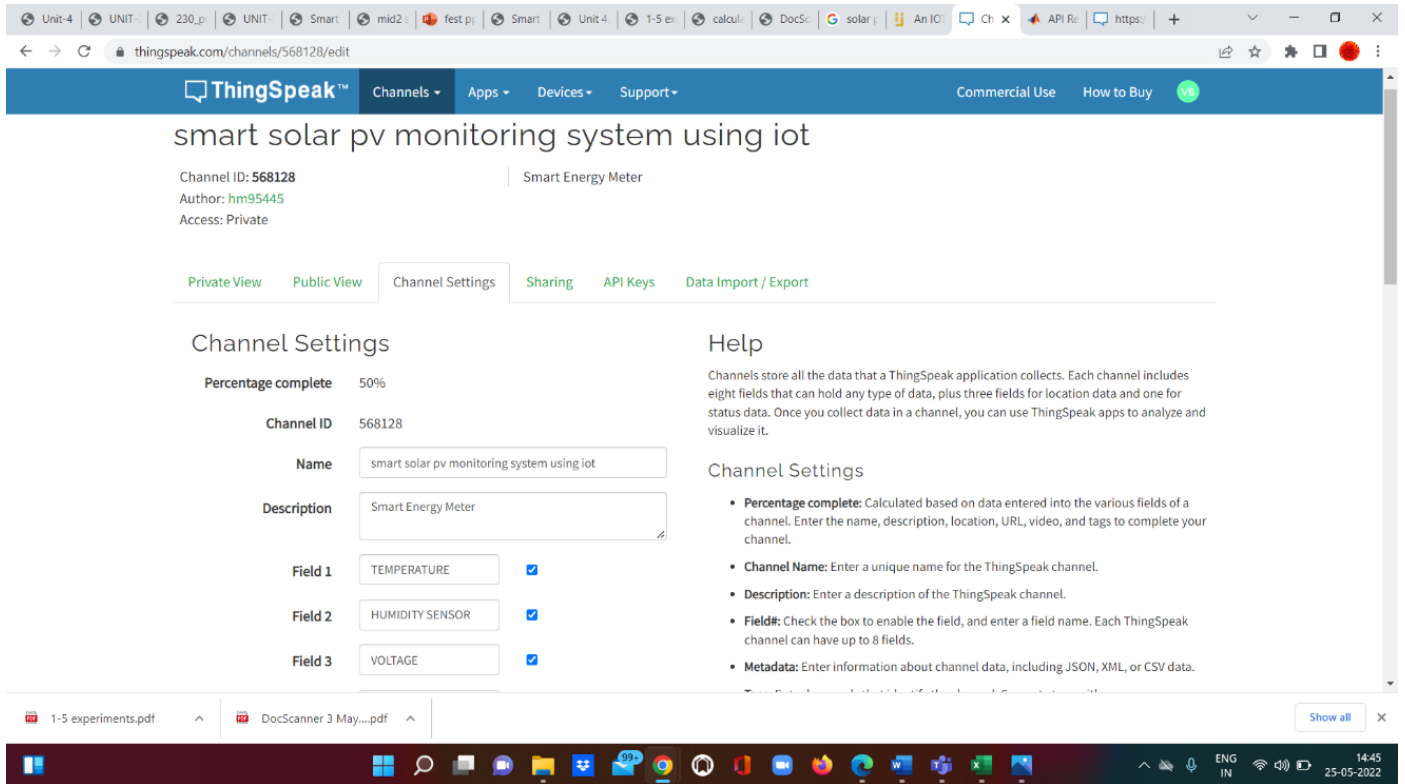 Unit-4
UNIT-
230_p
UNIT-
Smart
mid2 s
fest pp
Smart
Unit 4.
1-5 ex
calcula
DocSc
solar p
An IOT
Ch
API Re
https:/
thingspeak.com/channels/568128/edit
ThingSpeak™
Channels
Apps
Devices
Support
Commercial Use
How to Buy
VB
smart solar pv monitoring system using iot
Channel ID: 568128
Smart Energy Meter
Author: hm95445
Access: Private
Private View
Public View
Channel Settings
Sharing
API Keys
Data Import / Export
Channel Settings
Percentage complete 50%
Channel ID 568128
Name smart solar pv monitoring system using iot
Description Smart Energy Meter
Field 1 TEMPERATURE
Field 2 HUMIDITY SENSOR
Field 3 VOLTAGE
Help
Channels store all the data that a ThingSpeak application collects. Each channel includes
eight fields that can hold any type of data, plus three fields for location data and one for
status data. Once you collect data in a channel, you can use ThingSpeak apps to analyze and
visualize it.
Channel Settings
• Percentage complete: Calculated based on data entered into the various fields of a
channel. Enter the name, description, location, URL, video, and tags to complete your
channel.
• Channel Name: Enter a unique name for the ThingSpeak channel.
• Description: Enter a description of the ThingSpeak channel.
• Field#: Check the box to enable the field, and enter a field name. Each ThingSpeak
channel can have up to 8 fields.
• Metadata: Enter information about channel data, including JSON, XML, or CSV data.
1-5 experiments.pdf
DocScanner 3 May....pdf
Show all
99+
ENG
IN
14:45
25-05-2022